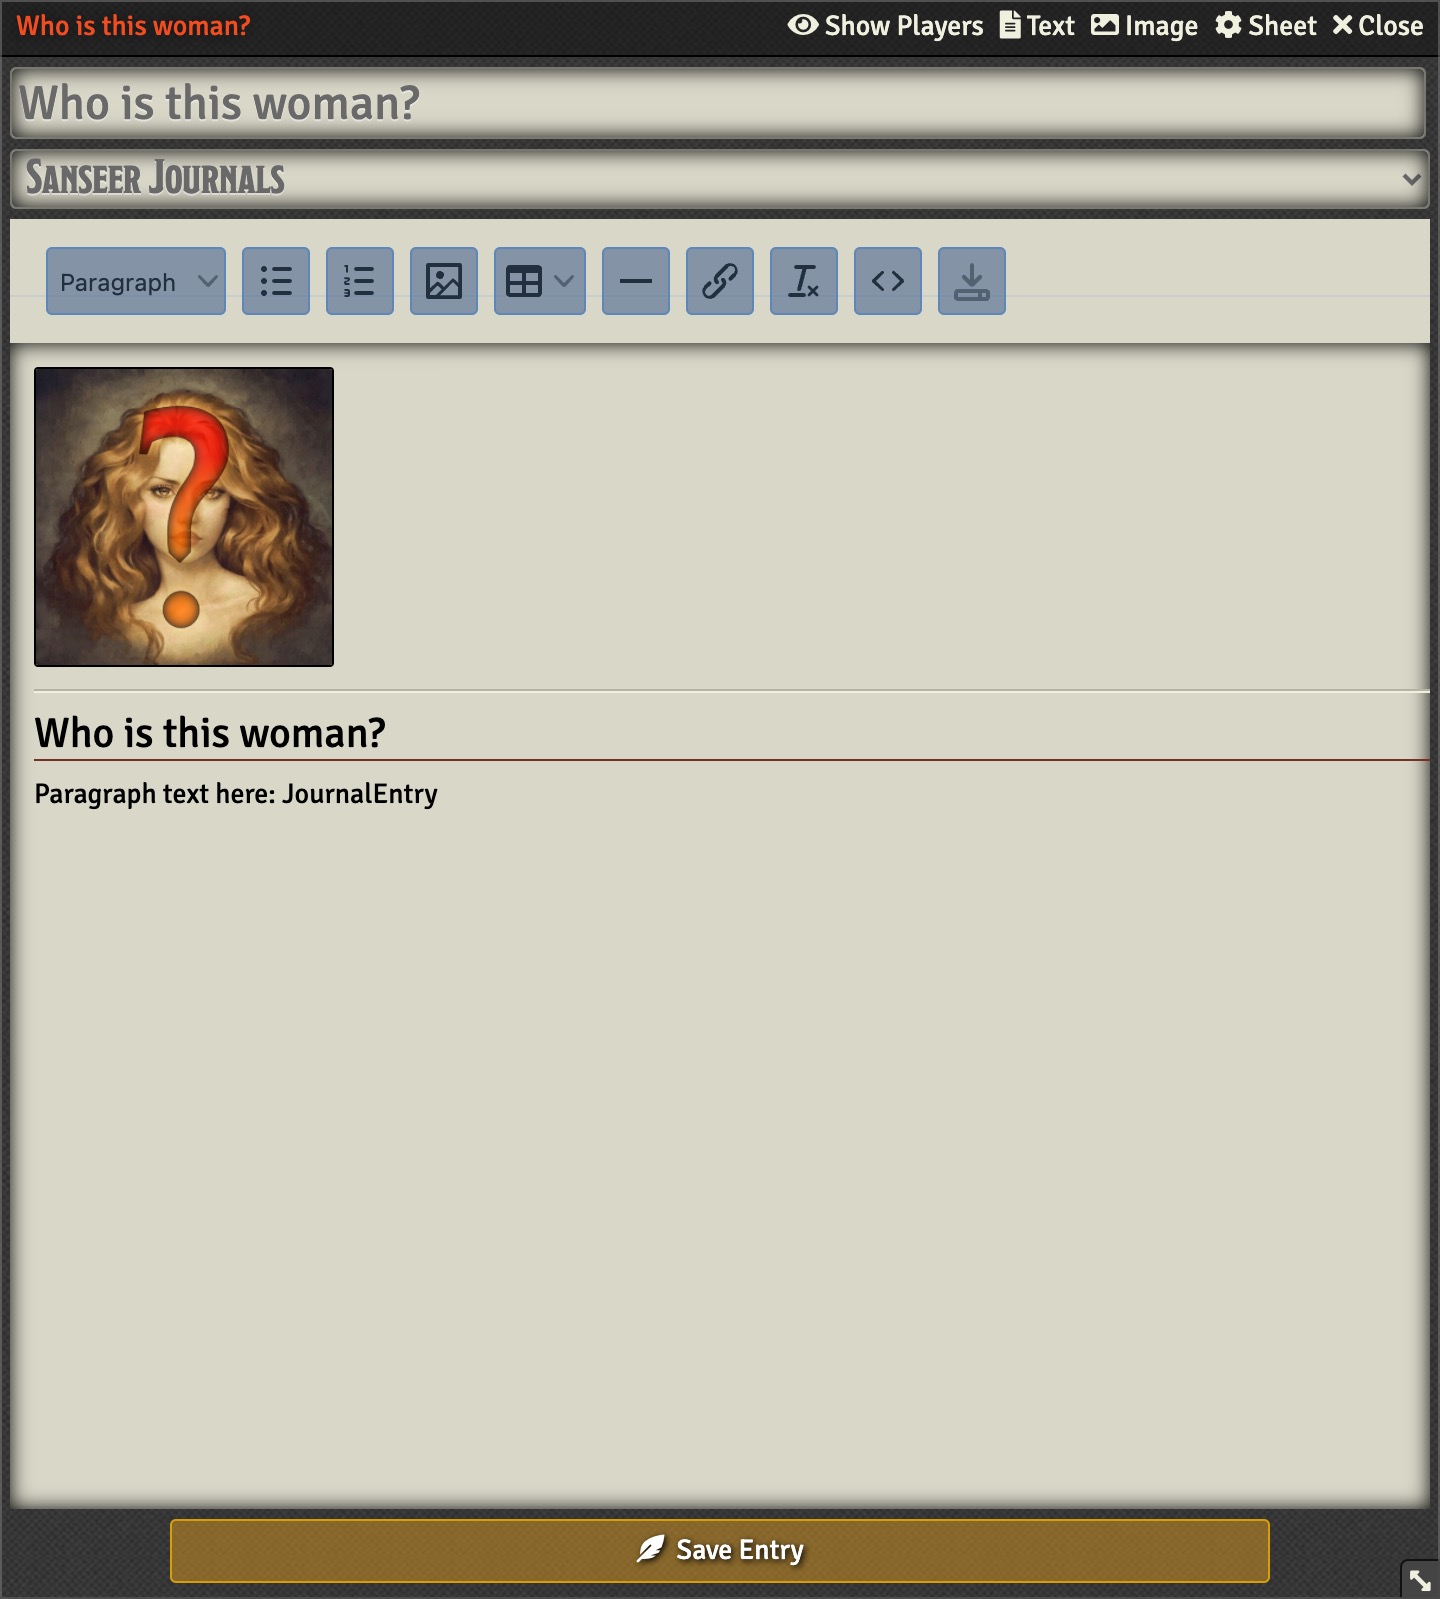 Who is this woman?
Show Players Text Image Sheet Close
Who is this woman?
Sanseer Journals
Paragraph
?
Who is this woman?
Paragraph text here: JournalEntry
Save Entry